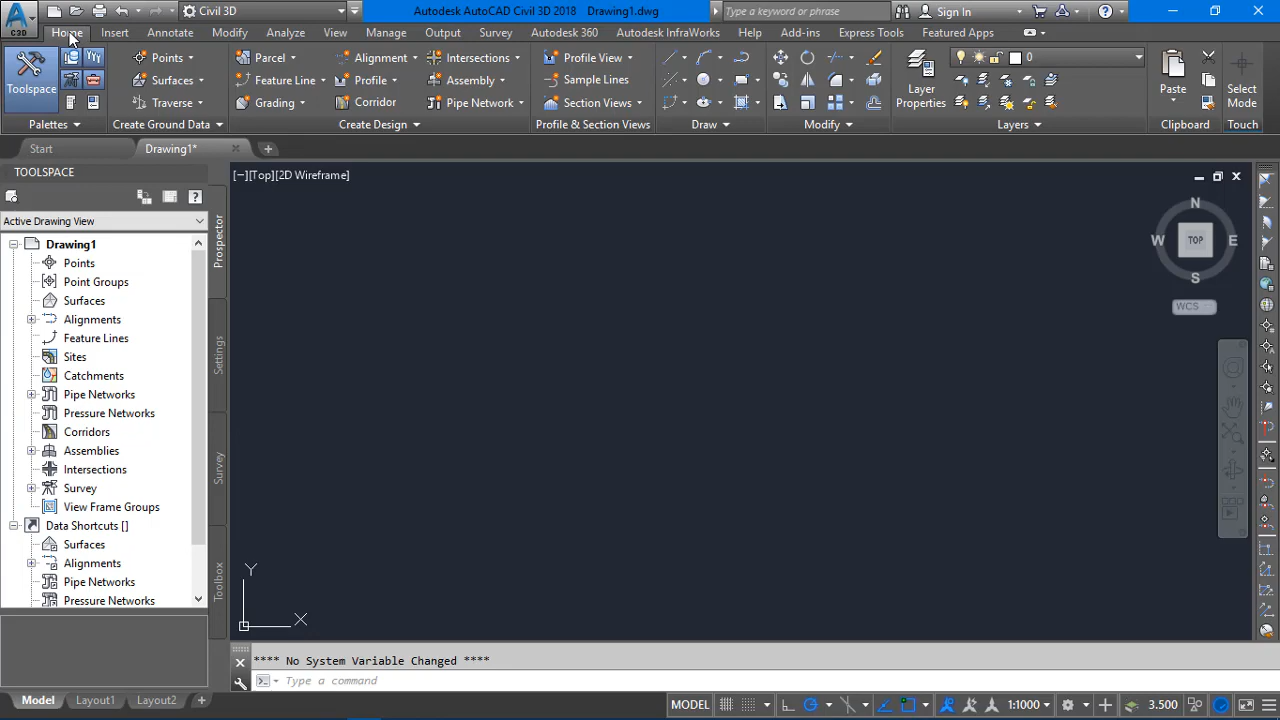 Civil 3D
Autodesk AutoCAD Civil 3D 2018 Drawing1.dwg
Type a keyword or phrase
Sign In
C3D
Home Insert Annotate Modify Analyze View Manage Output Survey Autodesk 360 Autodesk InfraWorks Help Add-ins Express Tools Featured Apps
Toolspace
Points
Surfaces
Traverse
Parcel
Feature Line
Grading
Alignment
Profile
Corridor
Intersections
Assembly
Pipe Network
Profile View
Sample Lines
Section Views
Layer
Properties
0
Paste
Select
Mode
Palettes
Create Ground Data
Create Design
Profile & Section Views
Draw
Modify
Layers
Clipboard
Touch
Start
Drawing1*
TOOLSPACE
Active Drawing View
Drawing1
Points
Point Groups
Surfaces
Alignments
Feature Lines
Sites
Catchments
Pipe Networks
Pressure Networks
Corridors
Assemblies
Intersections
Survey
View Frame Groups
Data Shortcuts []
Surfaces
Alignments
Pipe Networks
Pressure Networks
Prospector
Settings
Survey
Toolbox
[−][Top][2D Wireframe]
N
W TOP E
S
WCS
Y
X
**** No System Variable Changed ****
Type a command
Model Layout1 Layout2
MODEL
1:1000
3.500